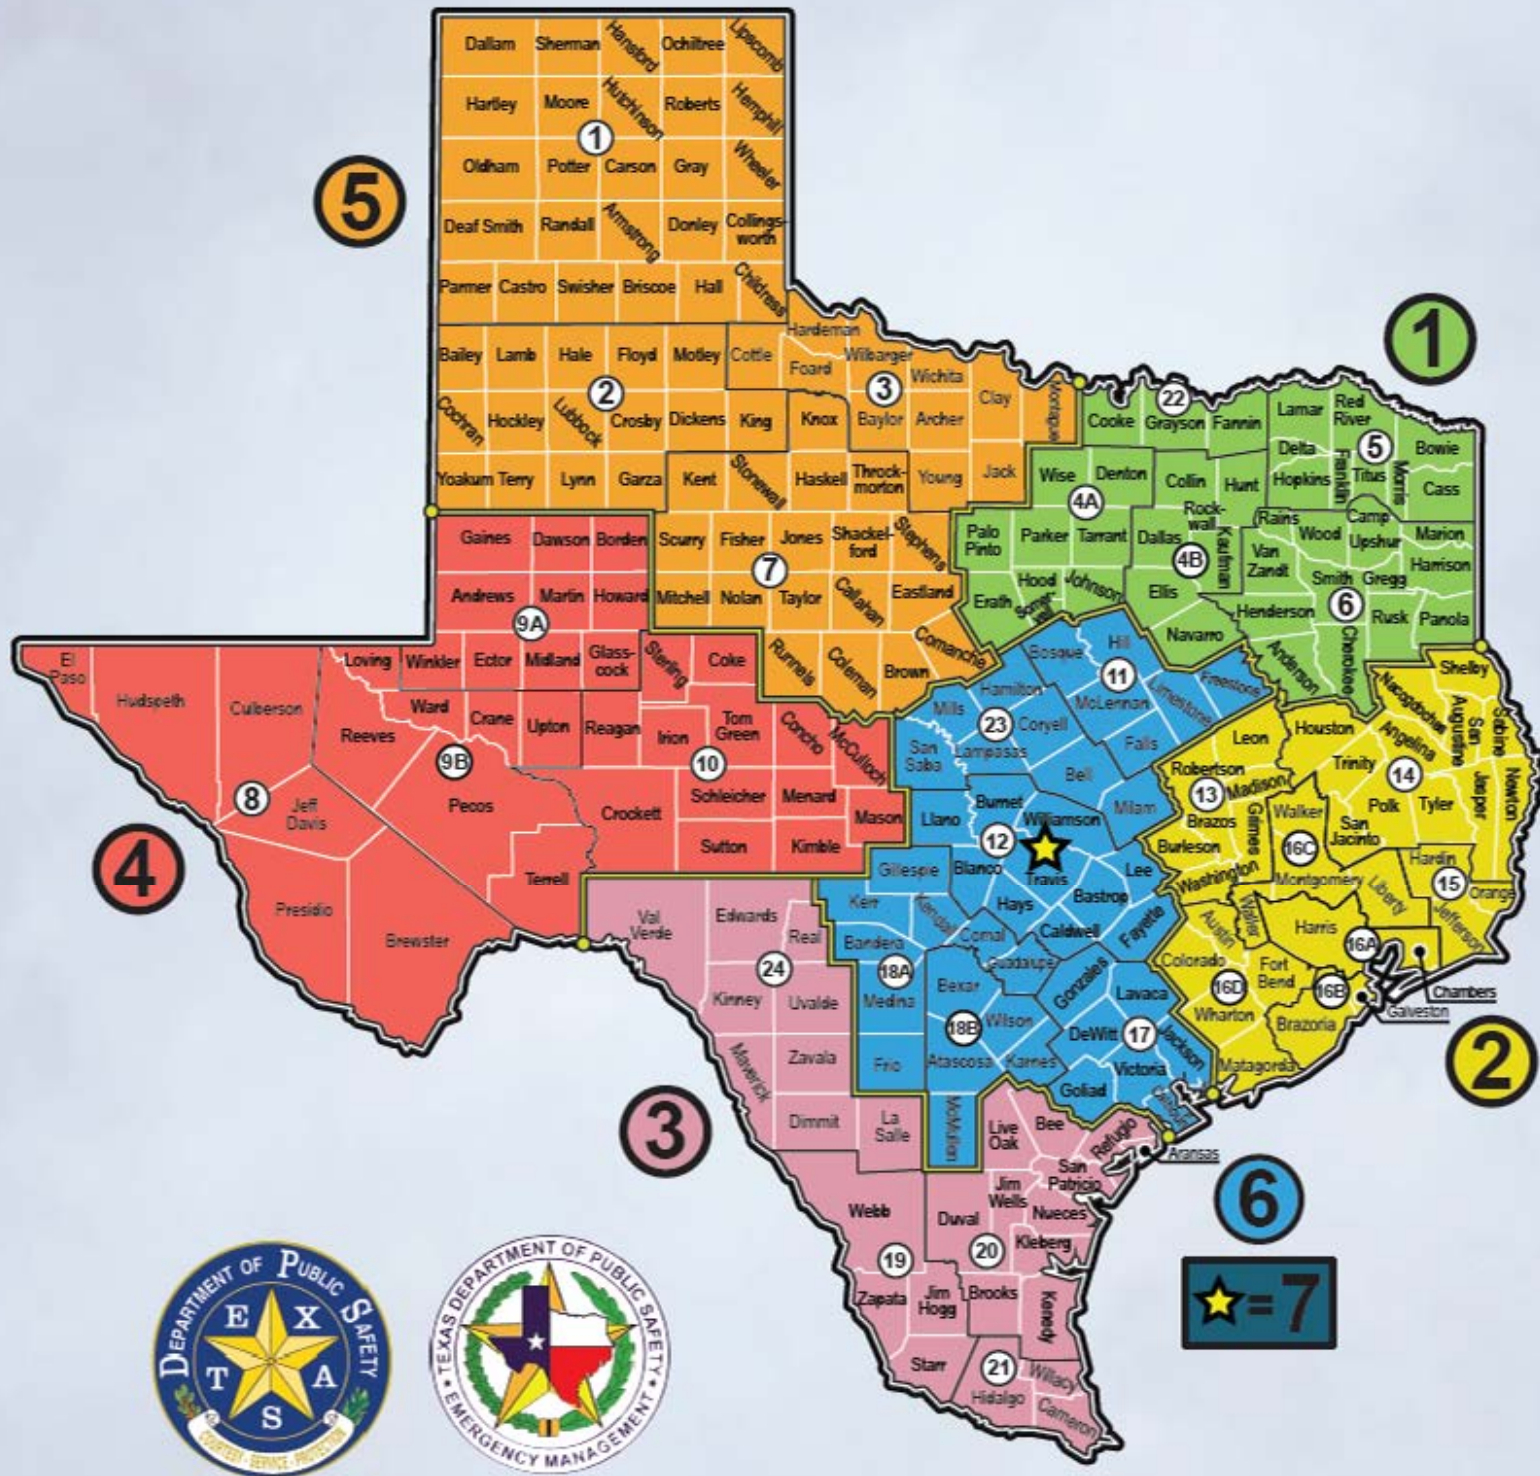 Dallam Sherman Hansford Ochiltree Lipscomb
Hartley Moore Hutchinson Roberts Hemphill
1
Oldham Potter Carson Gray Wheeler
5
Deaf Smith Randall Armstrong Donley Collings-
worth
Parmer Castro Swisher Briscoe Hall Childress
Hardeman
Bailey Lamb Hale Floyd Motley Cottle Foard Wilbarger Wichita
1
2 3
Cochran Hockley Lubbock Crosby Dickens King Knox Baylor Archer Clay Montague
Yoakum Terry Lynn Garza Kent Stonewall Haskell Throck-
morton Young Jack
22
Cooke Grayson Fannin Lamar Red
River
5
Bowie
Delta Franklin Titus Morris Cass
Hopkins
Wise Denton Collin Hunt
4A
Rock-
wall
Rains Wood Camp
Upshur Marion
Palo
Pinto Parker Tarrant Dallas Kaufman Van
Zandt
4B
Harrison
Smith Gregg
Erath Hood Somer-
vell Johnson Ellis Henderson 6 Rusk Panola
Navarro Anderson Cherokee
Gaines Dawson Borden Scurry Fisher Jones Shackel-
ford Stephens
7
Andrews Martin Howard Mitchell Nolan Taylor Callahan Eastland
9A
Runnels Coleman Brown Comanche
El
Paso Hudspeth Culberson Loving Winkler Ector Midland Glass-
cock Sterling Coke
Ward Crane Upton Reagan Irion Tom
Green Concho McCulloch
Reeves 9B 10
8 Jeff
Davis Pecos Crockett Schleicher Menard Mason
4
Sutton Kimble
Terrell
Presidio Brewster
Bosque Hill 11
Hamilton McLennan Limestone Freestone
Mills 23 Coryell
San
Saba Lampasas Falls
Bell
Burnet Milam
Llano Williamson
12
Gillespie Blanco Travis Lee
Kerr Kendall Hays Bastrop
Comal Caldwell Fayette
Bandera 18A Guadalupe Gonzales
Medina Bexar Lavaca
18B Wilson DeWitt 17 Jackson
Frio Atascosa Karnes Victoria
Goliad Calhoun
McMullen
Shelby
Nacogdoches San
Augustine Sabine
Leon Houston Angelina
Robertson Trinity 14 Jasper Newton
13 Madison Polk Tyler
Brazos Grimes Walker San
Jacinto
Burleson 16C Hardin
Washington Montgomery Liberty 15 Orange
Austin Waller Harris Jefferson
16A
Colorado Fort
Bend
16D 16B Chambers
Galveston
Wharton Brazoria
Matagorda
2
Val
Verde Edwards Real
24
Kinney Uvalde
Maverick Zavala
3
Dimmit La
Salle
Live
Oak Bee Refugio
Aransas
San
Patricio
Webb Duval Jim
Wells Nueces
Kleberg
19 20
Zapata Jim
Hogg Brooks Kenedy
Starr 21 Willacy
Hidalgo Cameron
6
=7
DEPARTMENT OF PUBLIC SAFETY
TEXAS
COURTESY - SERVICE - PROTECTION
TEXAS DEPARTMENT OF PUBLIC SAFETY
EMERGENCY MANAGEMENT